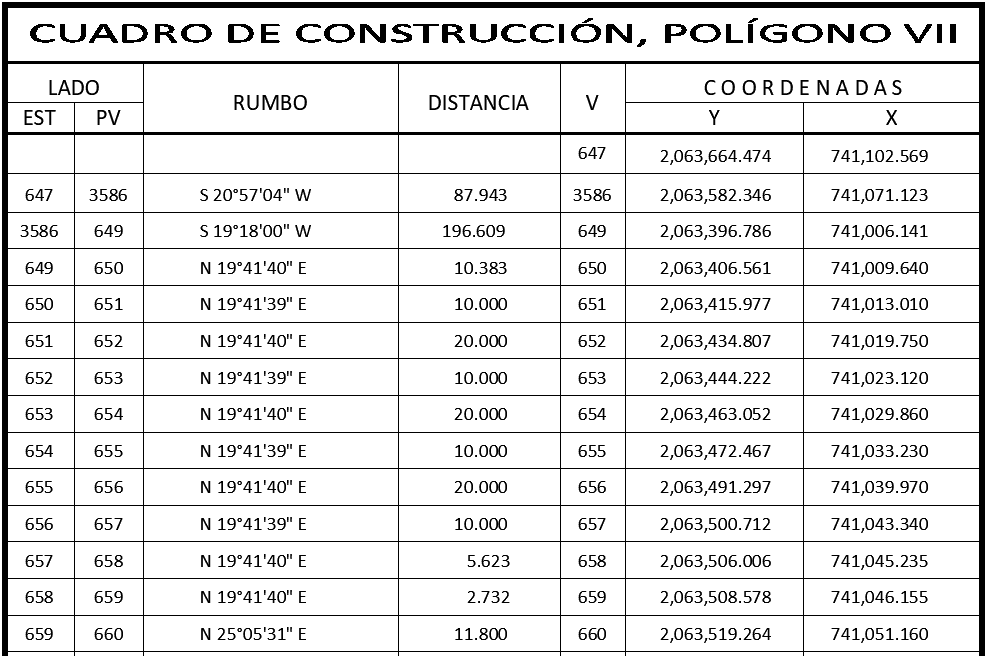 CUADRO DE CONSTRUCCIÓN, POLÍGONO VII
LADO RUMBO DISTANCIA V C O O R D E N A D A S
EST PV Y X
647 2,063,664.474 741,102.569
647 3586 S 20°57'04" W 87.943 3586 2,063,582.346 741,071.123
3586 649 S 19°18'00" W 196.609 649 2,063,396.786 741,006.141
649 650 N 19°41'40" E 10.383 650 2,063,406.561 741,009.640
650 651 N 19°41'39" E 10.000 651 2,063,415.977 741,013.010
651 652 N 19°41'40" E 20.000 652 2,063,434.807 741,019.750
652 653 N 19°41'39" E 10.000 653 2,063,444.222 741,023.120
653 654 N 19°41'40" E 20.000 654 2,063,463.052 741,029.860
654 655 N 19°41'39" E 10.000 655 2,063,472.467 741,033.230
655 656 N 19°41'40" E 20.000 656 2,063,491.297 741,039.970
656 657 N 19°41'39" E 10.000 657 2,063,500.712 741,043.340
657 658 N 19°41'40" E 5.623 658 2,063,506.006 741,045.235
658 659 N 19°41'40" E 2.732 659 2,063,508.578 741,046.155
659 660 N 25°05'31" E 11.800 660 2,063,519.264 741,051.160